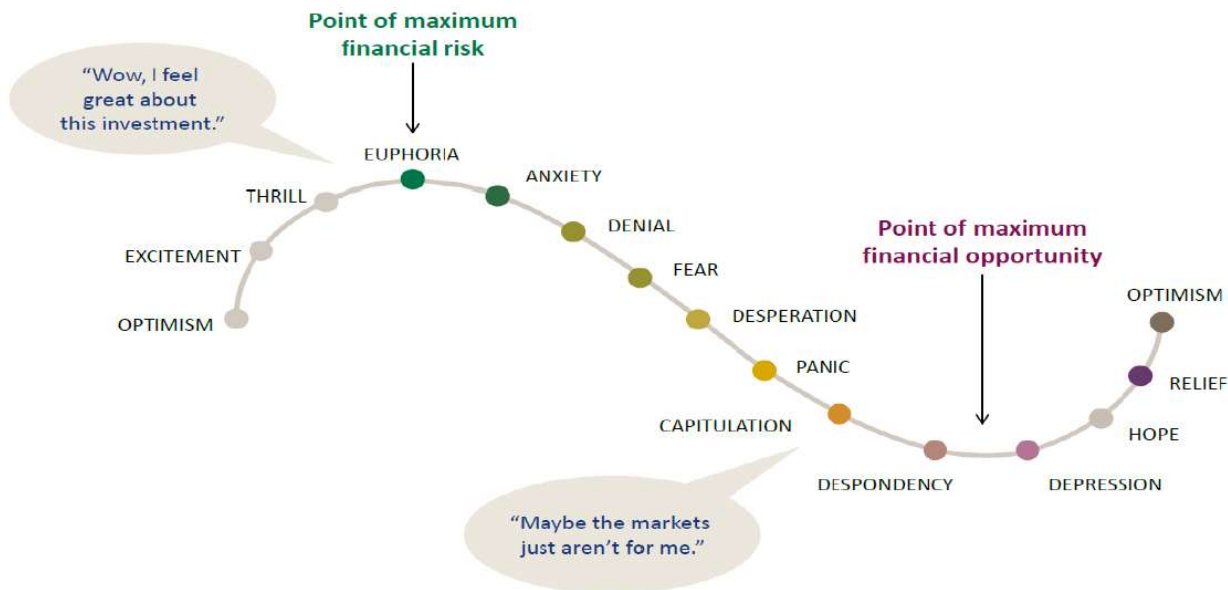 Point of maximum
financial risk
“Wow, I feel
great about
this investment.”
EUPHORIA
THRILL
ANXIETY
EXCITEMENT
DENIAL
OPTIMISM
FEAR
Point of maximum
financial opportunity
DESPERATION
PANIC
CAPITULATION
DESPONDENCY
DEPRESSION
HOPE
RELIEF
OPTIMISM
“Maybe the markets
just aren’t for me.”